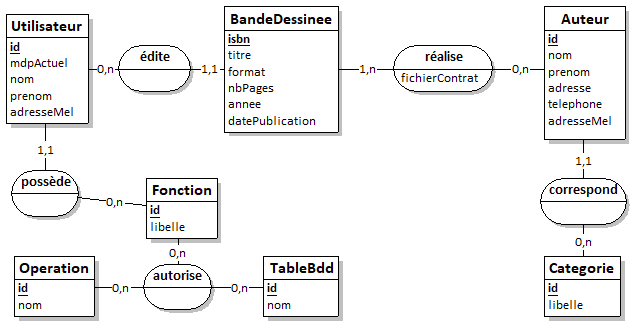 Utilisateur
id
mdpActuel
nom
prenom
adresseMel
0,n
édite
1,1
BandeDessinee
isbn
titre
format
nbPages
annee
datePublication
1,n
réalise
fichierContrat
0,n
Auteur
id
nom
prenom
adresse
telephone
adresseMel
1,1
possède
0,n
Fonction
id
libelle
1,1
correspond
0,n
0,n
Operation
id
nom
0,n
autorise
0,n
TableBdd
id
nom
Categorie
id
libelle